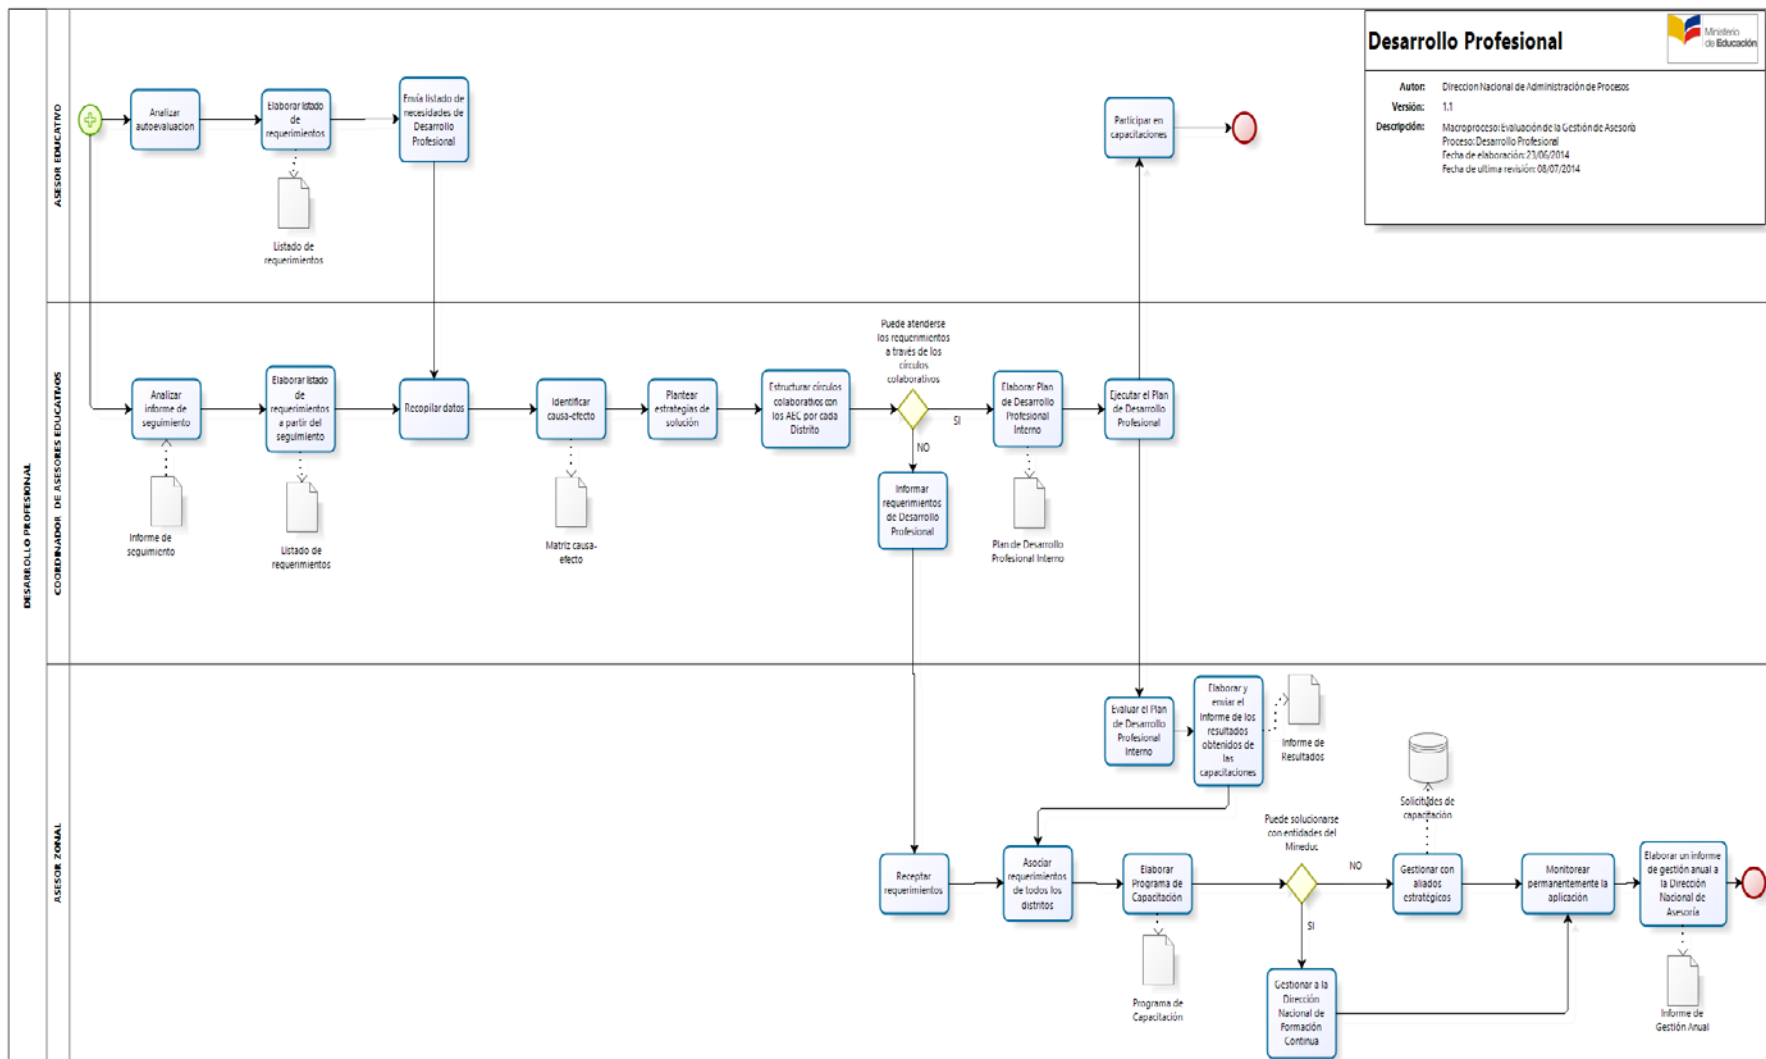 Desarrollo Profesional
Ministerio
de Educación
Autor: Direccion Nacional de Administración de Procesos
Versión: 1.1
Descripción: Macroproceso: Evaluación de la Gestión de Asesoría
Proceso: Desarrollo Profesional
Fecha de elaboración: 23/06/2014
Fecha de ultima revisión: 08/07/2014
DESARROLLO PROFESIONAL
ASESOR EDUCATIVO
Analizar
autoevaluacion
Elaborar listado
de
requerimientos
Envía listado de
necesidades de
Desarrollo
Profesional
Listado de
requerimientos
Participar en
capacitaciones
COORDINADOR DE ASESORES EDUCATIVOS
Analizar
informe de
seguimiento
Informe de
seguimiento
Elaborar listado
de
requerimientos
a partir del
seguimiento
Listado de
requerimientos
Recopilar datos
Identificar
causa-efecto
Matriz causa-
efecto
Plantear
estrategias de
solución
Estructurar círculos
colaborativos con
los AEC por cada
Distrito
Puede atenderse
los requerimientos
a través de los
círculos
colaborativos
SI
NO
Informar
requerimientos
de Desarrollo
Profesional
Elaborar Plan
de Desarrollo
Profesional
Interno
Plan de Desarrollo
Profesional Interno
Ejecutar el Plan
de Desarrollo
Profesional
ASESOR ZONAL
Evaluar el Plan
de Desarrollo
Profesional
Interno
Elaborar y
enviar el
informe de los
resultados
obtenidos de
las
capacitaciones
Informe de
Resultados
Receptar
requerimientos
Asociar
requerimientos
de todos los
distritos
Elaborar
Programa de
Capacitación
Programa de
Capacitación
Puede solucionarse
con entidades del
Mineduc
NO
SI
Gestionar a la
Dirección
Nacional de
Formación
Continua
Solicitudes de
capacitación
Gestionar con
aliados
estratégicos
Monitorear
permanentemente la
aplicación
Elaborar un informe
de gestión anual a
la Dirección
Nacional de
Asesoría
Informe de
Gestión Anual